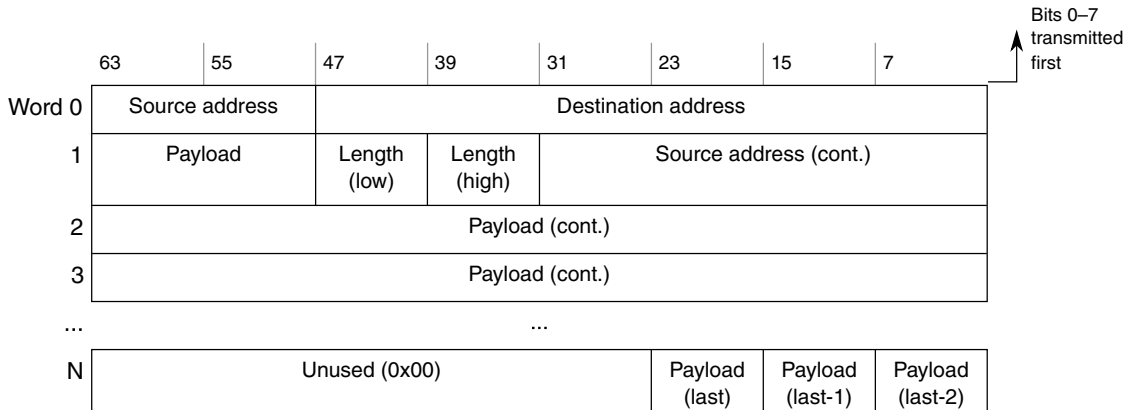 Bits 0–7
transmitted
first
63 55 47 39 31 23 15 7
Word 0 Source address Destination address
1 Payload Length Length Source address (cont.)
(low) (high)
2 Payload (cont.)
3 Payload (cont.)
... ...
N Unused (0x00) Payload Payload Payload
(last) (last-1) (last-2)